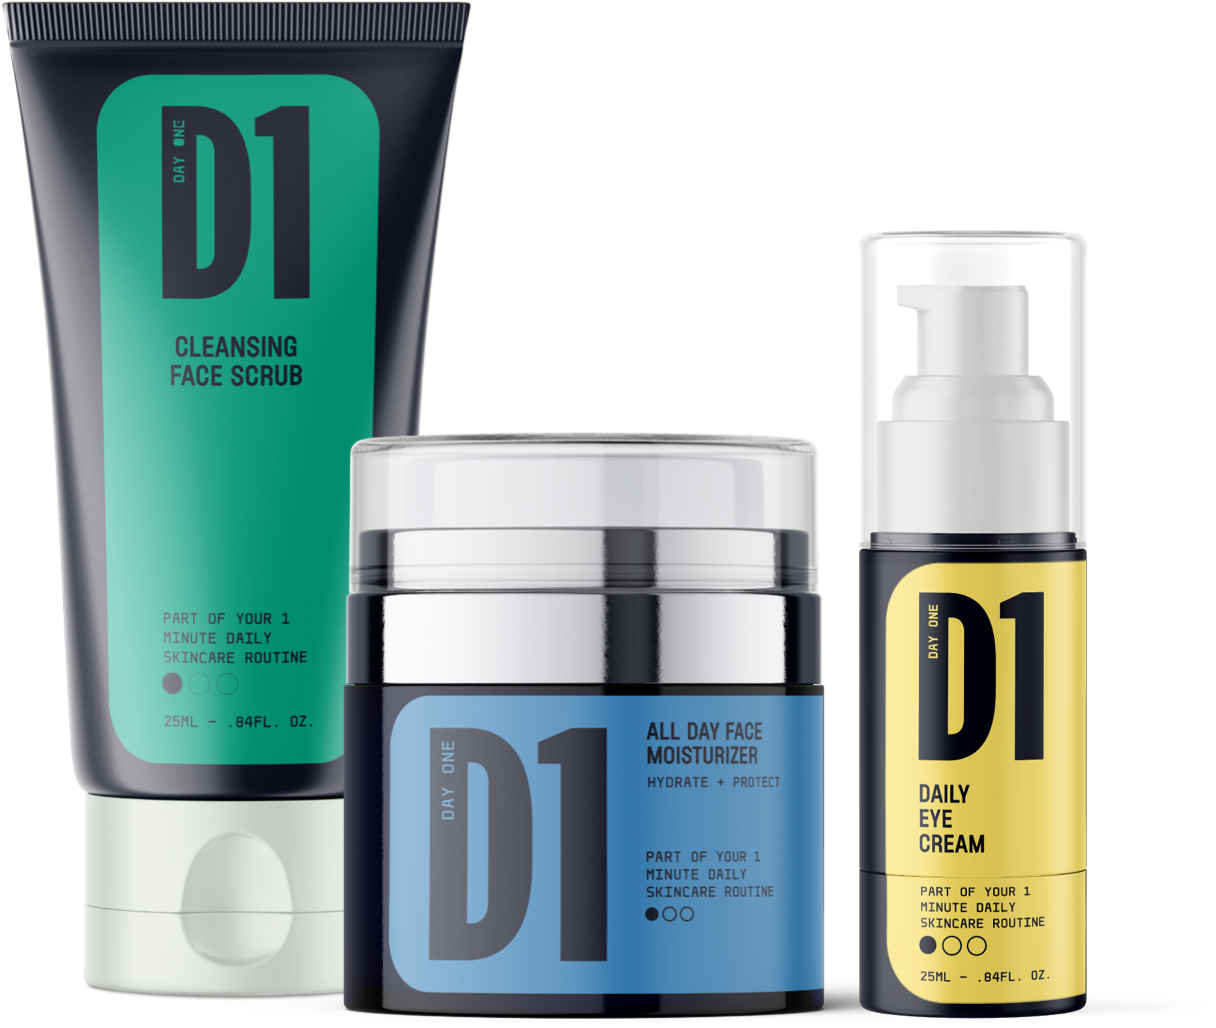 D1
DAY ONE
CLEANSING
FACE SCRUB
PART OF YOUR 1
MINUTE DAILY
SKINCARE ROUTINE
25ML - .84FL. OZ.
D1
DAY ONE
ALL DAY FACE
MOISTURIZER
HYDRATE + PROTECT
PART OF YOUR 1
MINUTE DAILY
SKINCARE ROUTINE
D1
DAY ONE
DAILY
EYE
CREAM
PART OF YOUR 1
MINUTE DAILY
SKINCARE ROUTINE
25ML - .84FL. OZ.